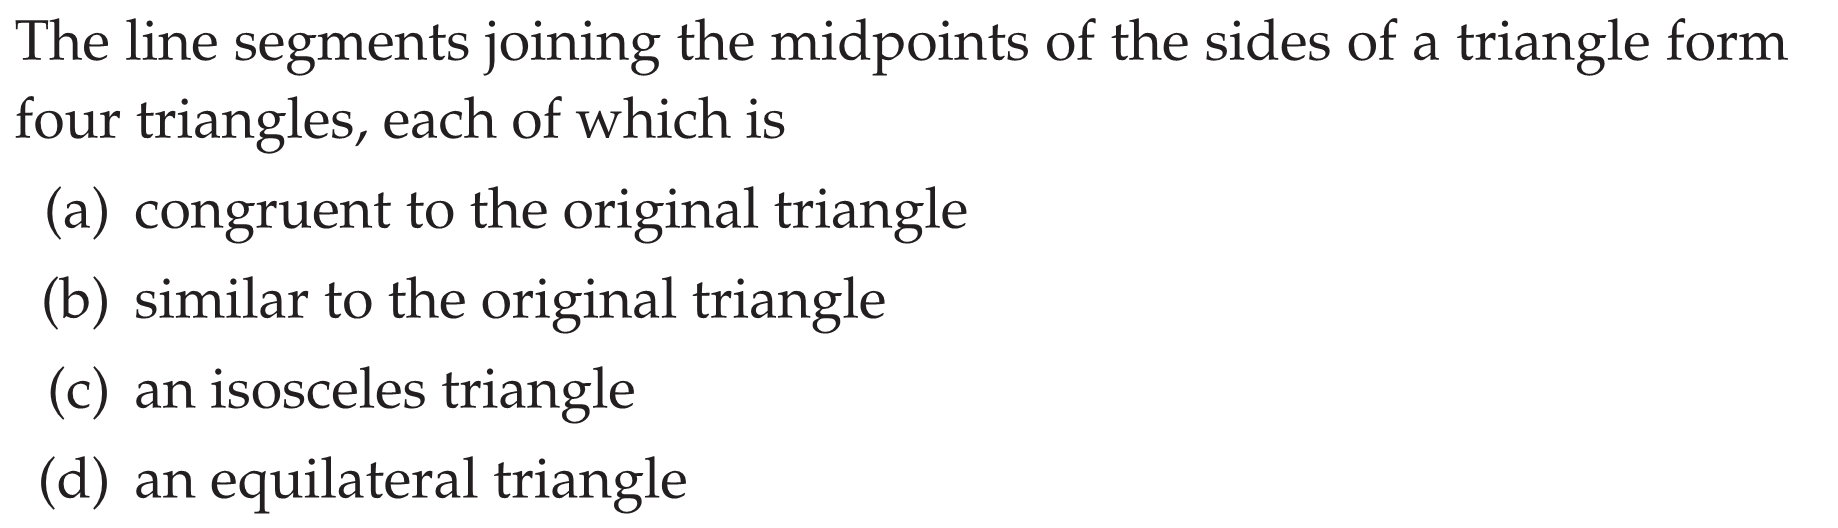 The line segments joining the midpoints of the sides of a triangle form
four triangles, each of which is
(a) congruent to the original triangle
(b) similar to the original triangle
(c) an isosceles triangle
(d) an equilateral triangle